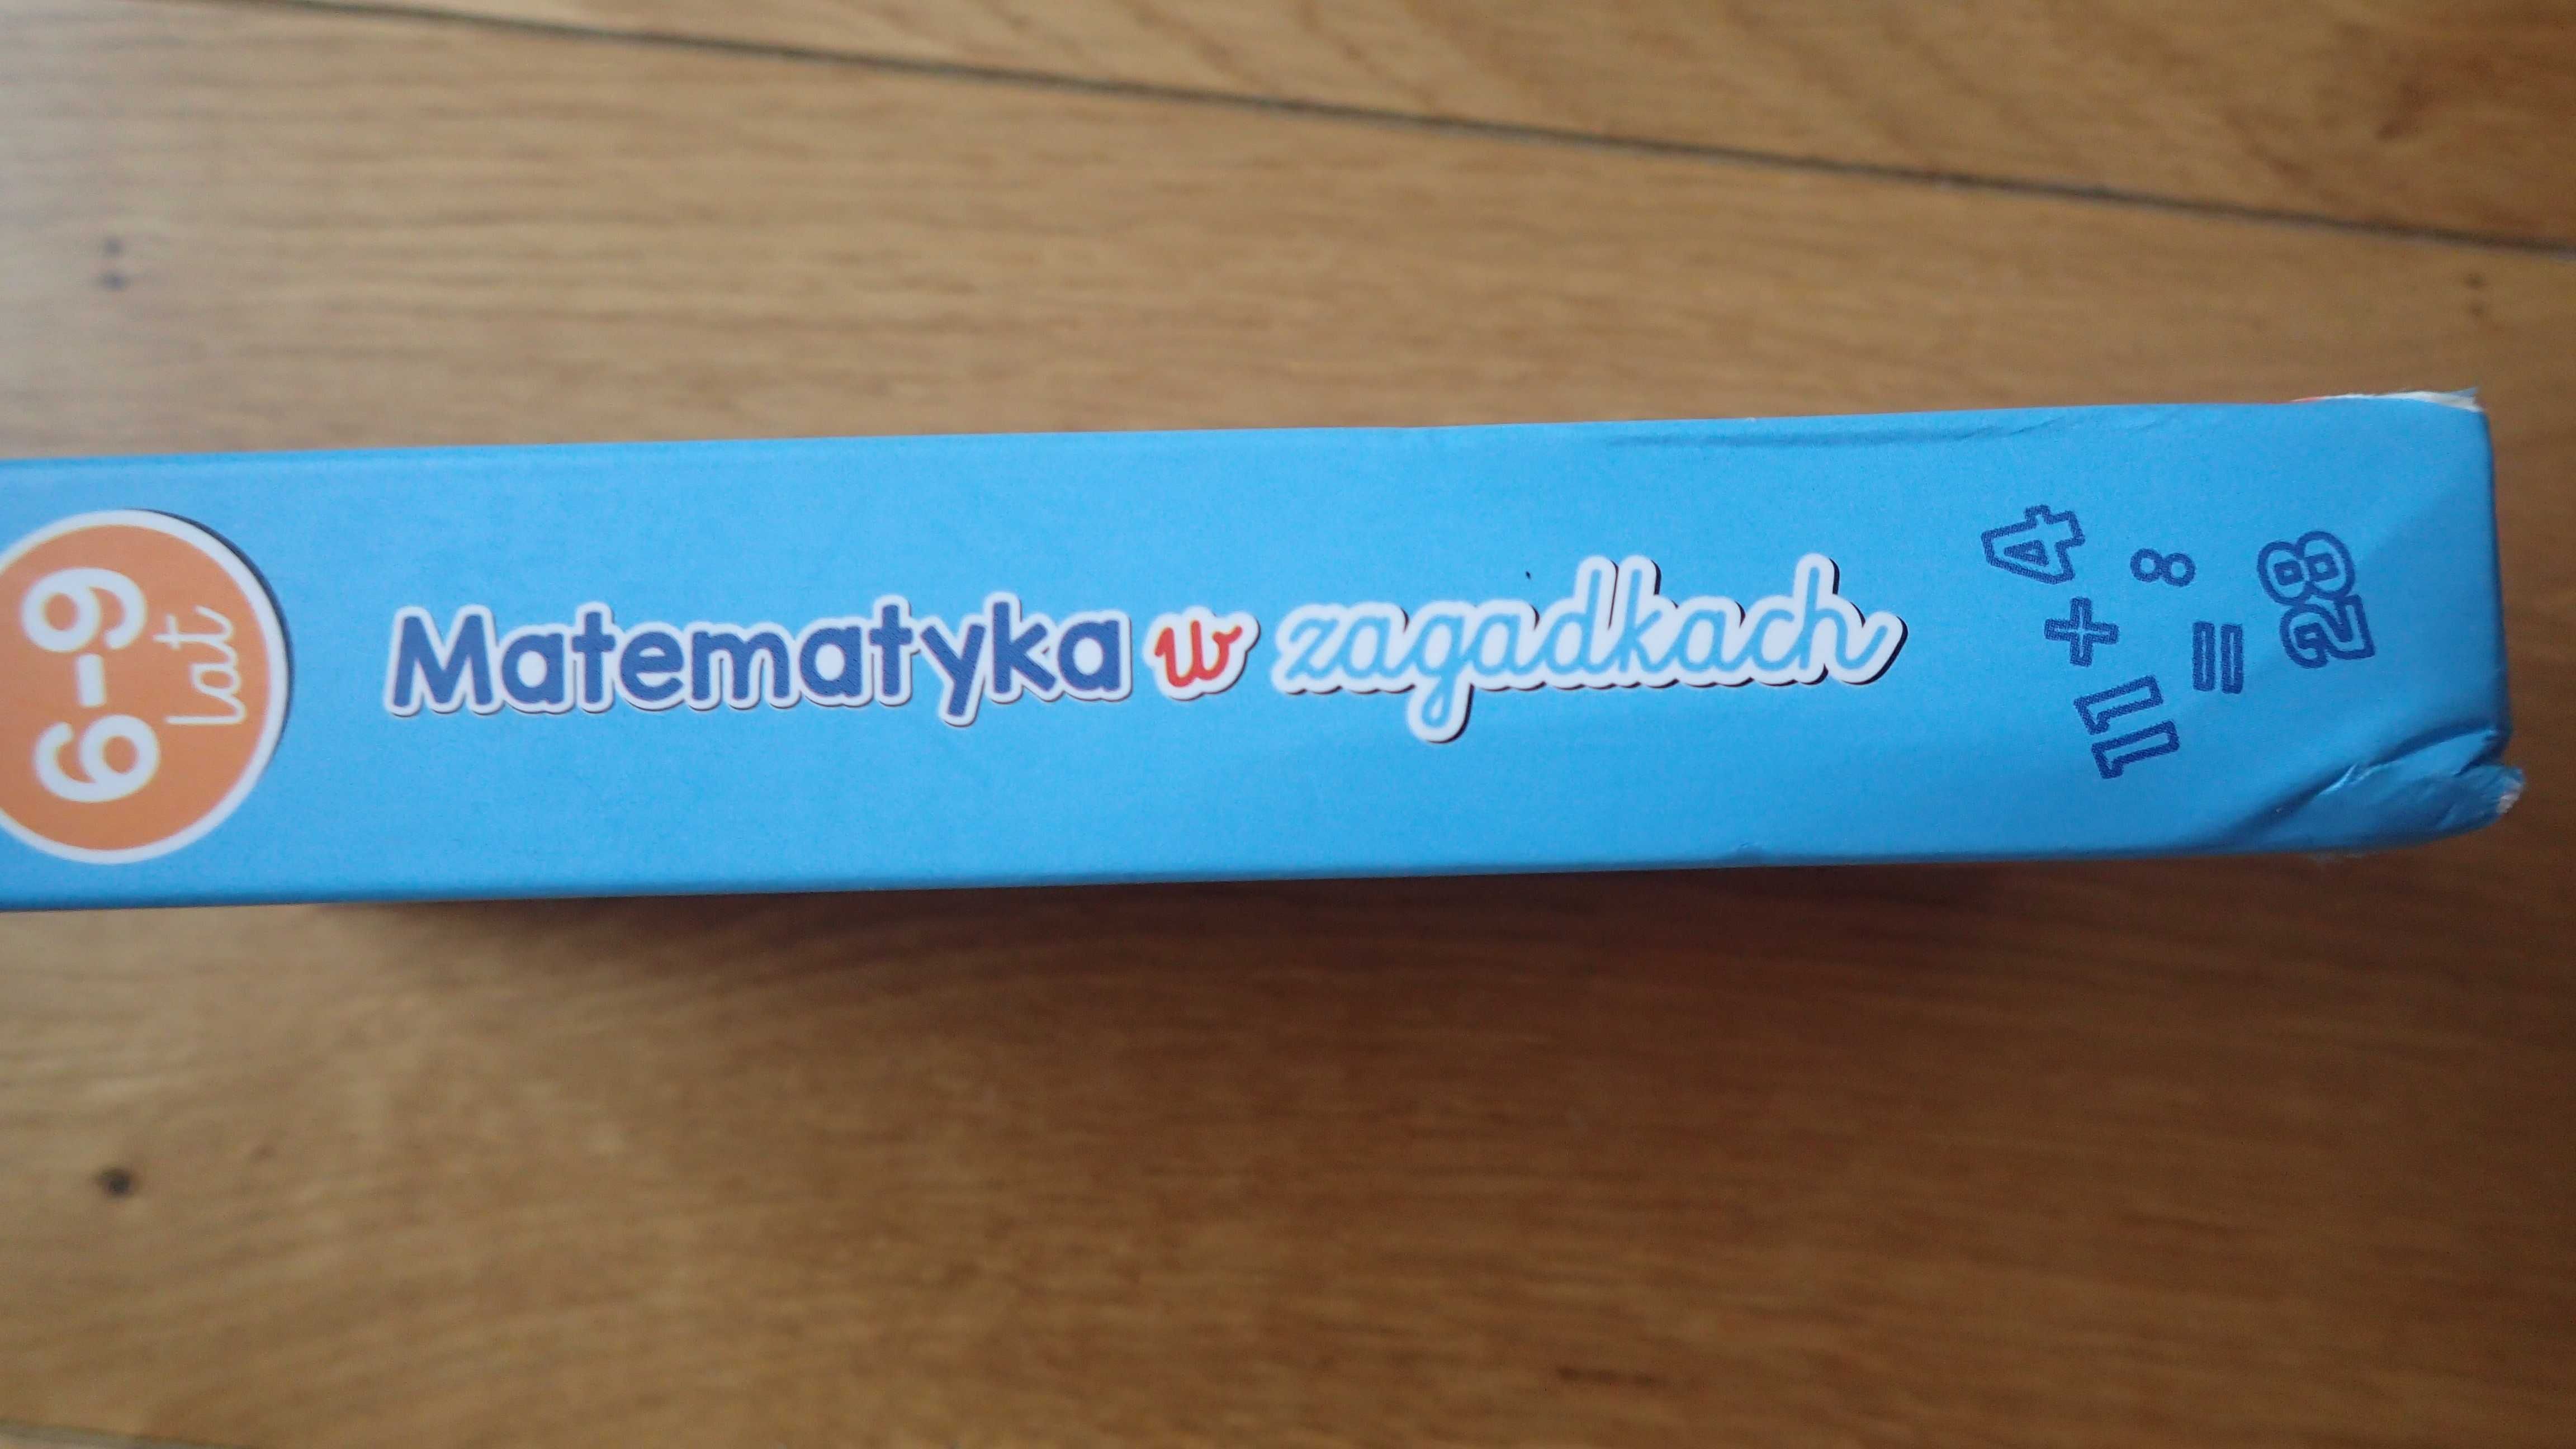 6-9
lat
Matematyka w zagadkach
11 + 4
= 8
28